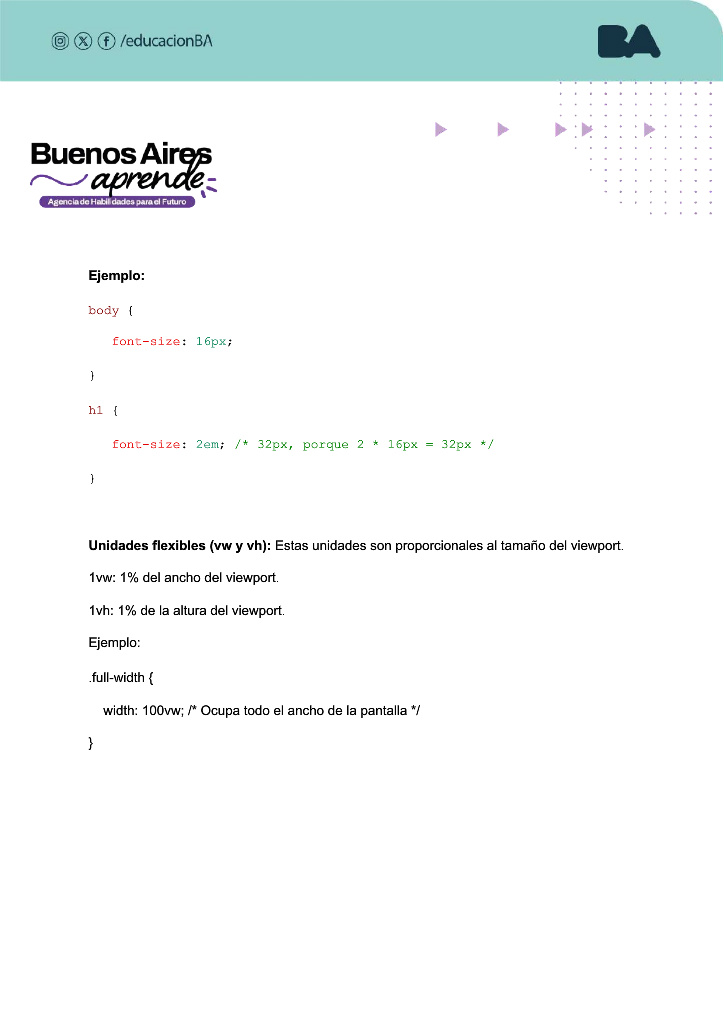 /educacionBA
BA
Buenos Aires
aprende
Agencia de Habilidades para el Futuro
Ejemplo:
body {
font-size: 16px;
}
h1 {
font-size: 2em; /* 32px, porque 2 * 16px = 32px */
}
Unidades flexibles (vw y vh): Estas unidades son proporcionales al tamaño del viewport.
1vw: 1% del ancho del viewport.
1vh: 1% de la altura del viewport.
Ejemplo:
.full-width {
width: 100vw; /* Ocupa todo el ancho de la pantalla */
}